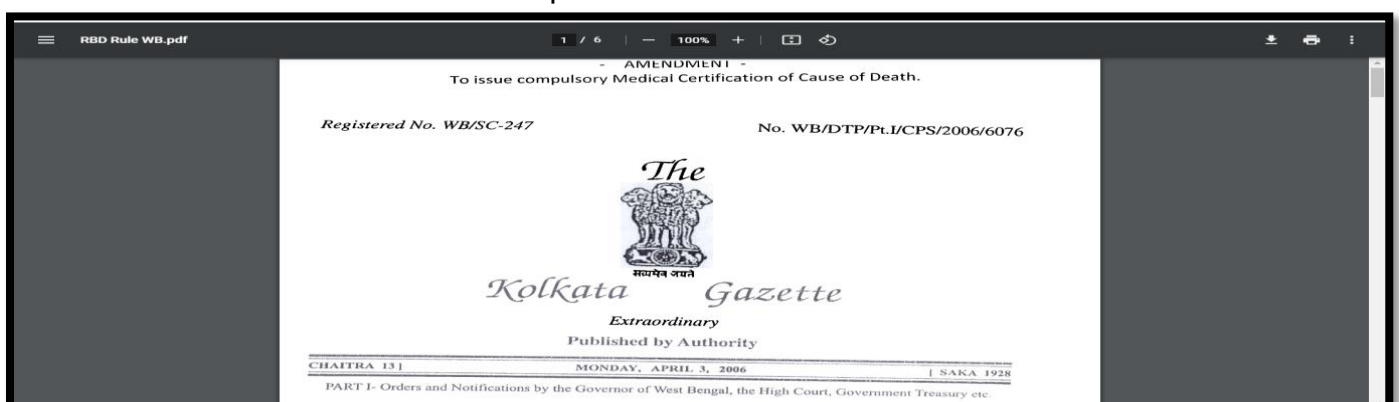 RBD Rule WB.pdf 1 / 6 100%
- AMENDMENT -
To issue compulsory Medical Certification of Cause of Death.
Registered No. WB/SC-247 No. WB/DTP/Pt.I/CPS/2006/6076
The
सत्यमेव जयते
Kolkata Gazette
Extraordinary
Published by Authority
CHAITRA 13] MONDAY, APRIL 3, 2006 [ SAKA 1928
PART I- Orders and Notifications by the Governor of West Bengal, the High Court, Government Treasury etc.